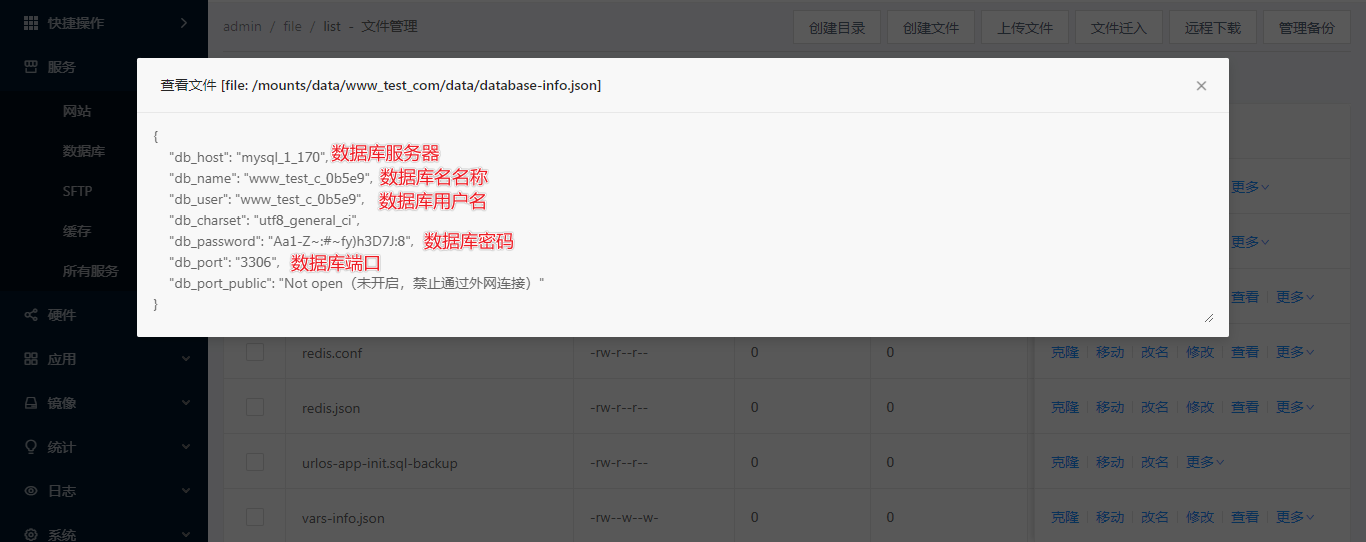 快捷操作
admin / file / list - 文件管理
创建目录 创建文件 上传文件 文件迁入 远程下载 管理备份
服务
网站
数据库
SFTP
缓存
所有服务
硬件
应用
镜像
统计
日志
系统
查看文件 [file: /mounts/data/www_test_com/data/database-info.json]
{
"db_host": "mysql_1_170", 数据库服务器
"db_name": "www_test_c_0b5e9", 数据库名名称
"db_user": "www_test_c_0b5e9", 数据库用户名
"db_charset": "utf8_general_ci",
"db_password": "Aa1-Z~:#~fy)h3D7J:8", 数据库密码
"db_port": "3306", 数据库端口
"db_port_public": "Not open（未开启，禁止通过外网连接）"
}
更多
更多
查看 更多
redis.conf -rw-r--r-- 0 0 克隆 移动 改名 修改 查看 更多
redis.json -rw-r--r-- 0 0 克隆 移动 改名 修改 查看 更多
urlos-app-init.sql-backup -rw-r--r-- 0 0 克隆 移动 改名 更多
vars-info.json -rw--w--w- 0 0 克隆 移动 改名 修改 查看 更多